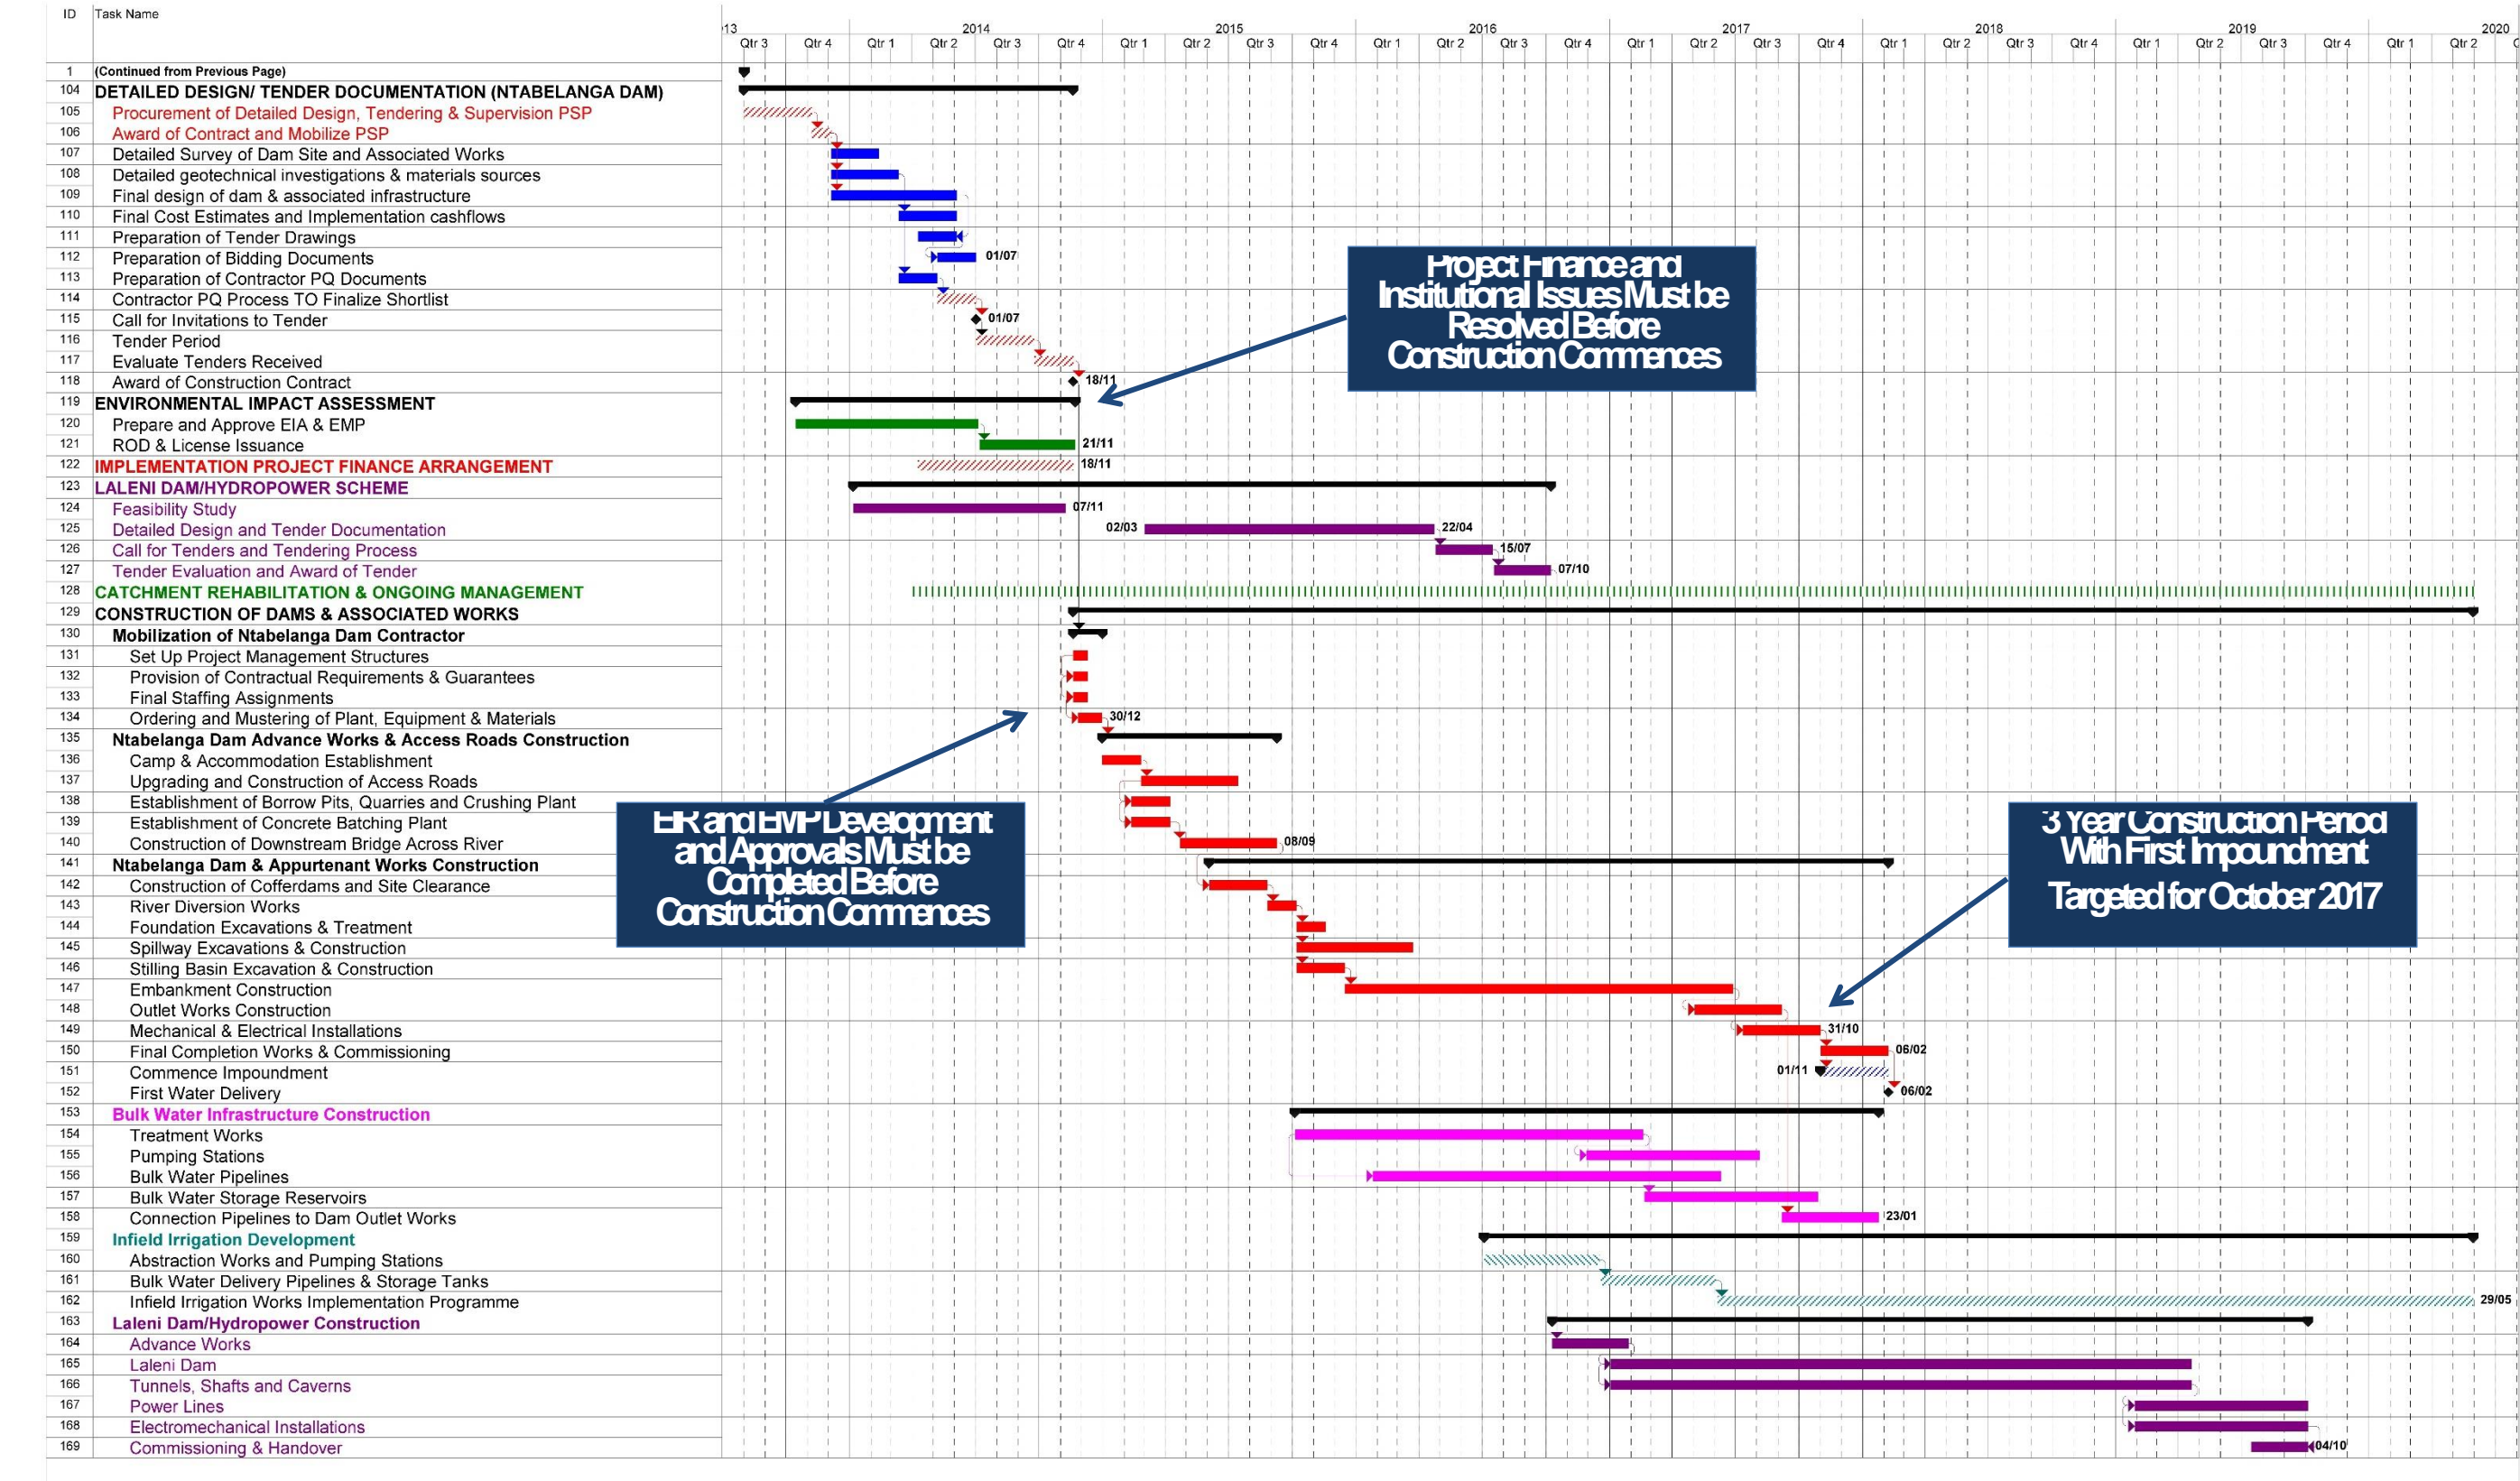 ID Task Name
'13 2014 2015 2016 2017 2018 2019 2020
Qtr 3 Qtr 4 Qtr 1 Qtr 2 Qtr 3 Qtr 4 Qtr 1 Qtr 2 Qtr 3 Qtr 4 Qtr 1 Qtr 2 Qtr 3 Qtr 4 Qtr 1 Qtr 2 Qtr 3 Qtr 4 Qtr 1 Qtr 2 Qtr 3 Qtr 4 Qtr 1 Qtr 2 Qtr 3 Qtr 4 Qtr 1 Qtr 2
1 (Continued from Previous Page)
104 DETAILED DESIGN/ TENDER DOCUMENTATION (NTABELANGA DAM)
105 Procurement of Detailed Design, Tendering & Supervision PSP
106 Award of Contract and Mobilize PSP
107 Detailed Survey of Dam Site and Associated Works
108 Detailed geotechnical investigations & materials sources
109 Final design of dam & associated infrastructure
110 Final Cost Estimates and Implementation cashflows
111 Preparation of Tender Drawings
112 Preparation of Bidding Documents 01/07
113 Preparation of Contractor PQ Documents
114 Contractor PQ Process TO Finalize Shortlist
115 Call for Invitations to Tender 01/07
116 Tender Period
117 Evaluate Tenders Received
118 Award of Construction Contract 18/11
119 ENVIRONMENTAL IMPACT ASSESSMENT
120 Prepare and Approve EIA & EMP
121 ROD & License Issuance 21/11
122 IMPLEMENTATION PROJECT FINANCE ARRANGEMENT 18/11
123 LALENI DAM/HYDROPOWER SCHEME
124 Feasibility Study 07/11
125 Detailed Design and Tender Documentation 02/03 22/04
126 Call for Tenders and Tendering Process 15/07
127 Tender Evaluation and Award of Tender 07/10
128 CATCHMENT REHABILITATION & ONGOING MANAGEMENT
129 CONSTRUCTION OF DAMS & ASSOCIATED WORKS
130 Mobilization of Ntabelanga Dam Contractor
131 Set Up Project Management Structures
132 Provision of Contractual Requirements & Guarantees
133 Final Staffing Assignments
134 Ordering and Mustering of Plant, Equipment & Materials 30/12
135 Ntabelanga Dam Advance Works & Access Roads Construction
136 Camp & Accommodation Establishment
137 Upgrading and Construction of Access Roads
138 Establishment of Borrow Pits, Quarries and Crushing Plant
139 Establishment of Concrete Batching Plant
140 Construction of Downstream Bridge Across River 08/09
141 Ntabelanga Dam & Appurtenant Works Construction
142 Construction of Cofferdams and Site Clearance
143 River Diversion Works
144 Foundation Excavations & Treatment
145 Spillway Excavations & Construction
146 Stilling Basin Excavation & Construction
147 Embankment Construction
148 Outlet Works Construction
149 Mechanical & Electrical Installations 31/10
150 Final Completion Works & Commissioning 06/02
151 Commence Impoundment 01/11
152 First Water Delivery 06/02
153 Bulk Water Infrastructure Construction
154 Treatment Works
155 Pumping Stations
156 Bulk Water Pipelines
157 Bulk Water Storage Reservoirs
158 Connection Pipelines to Dam Outlet Works 23/01
159 Infield Irrigation Development
160 Abstraction Works and Pumping Stations
161 Bulk Water Delivery Pipelines & Storage Tanks
162 Infield Irrigation Works Implementation Programme 29/05
163 Laleni Dam/Hydropower Construction
164 Advance Works
165 Laleni Dam
166 Tunnels, Shafts and Caverns
167 Power Lines
168 Electromechanical Installations
169 Commissioning & Handover 04/10
Project Finance and
Institutional Issues Must be
Resolved Before
Construction Commences
EIR and EMP Development
and Approvals Must be
Completed Before
Construction Commences
3 Year Construction Period
With First Impoundment
Targeted for October 2017